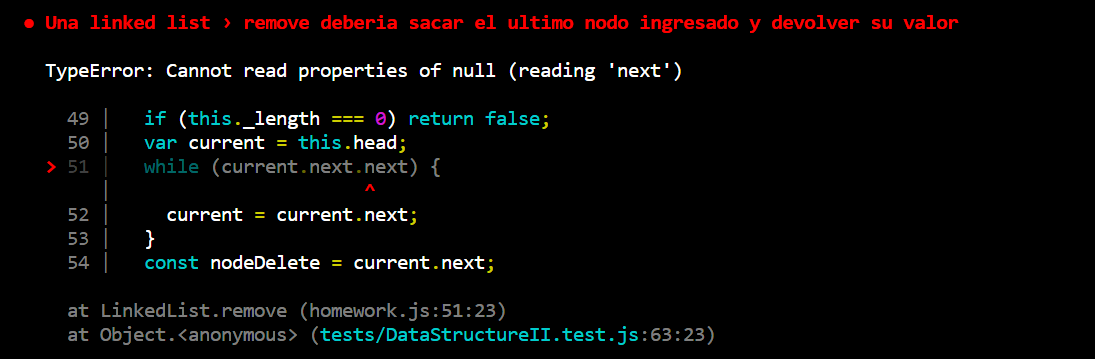 ● Una linked list › remove deberia sacar el ultimo nodo ingresado y devolver su valor
TypeError: Cannot read properties of null (reading 'next')
49 |   if (this._length === 0) return false;
50 |   var current = this.head;
> 51 |   while (current.next.next) {
|                       ^
52 |     current = current.next;
53 |   }
54 |   const nodeDelete = current.next;
at LinkedList.remove (homework.js:51:23)
at Object.<anonymous> (tests/DataStructureII.test.js:63:23)